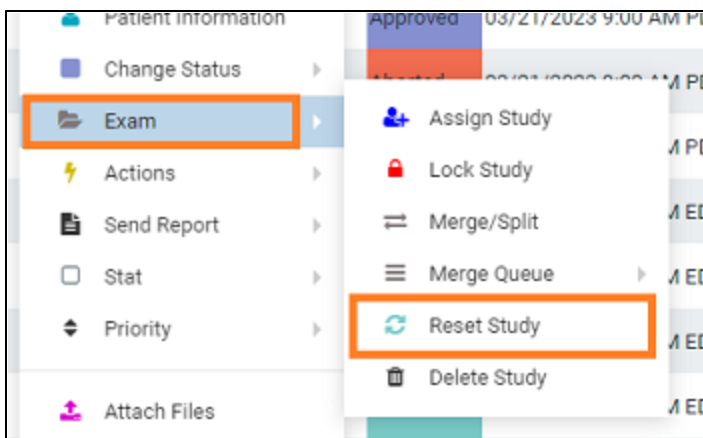 Patient Information
Approved 03/21/2023 9:00 AM
Change Status
Exam
Assign Study
Actions
Lock Study
Send Report
Merge/Split
Stat
Merge Queue
Priority
Reset Study
Delete Study
Attach Files